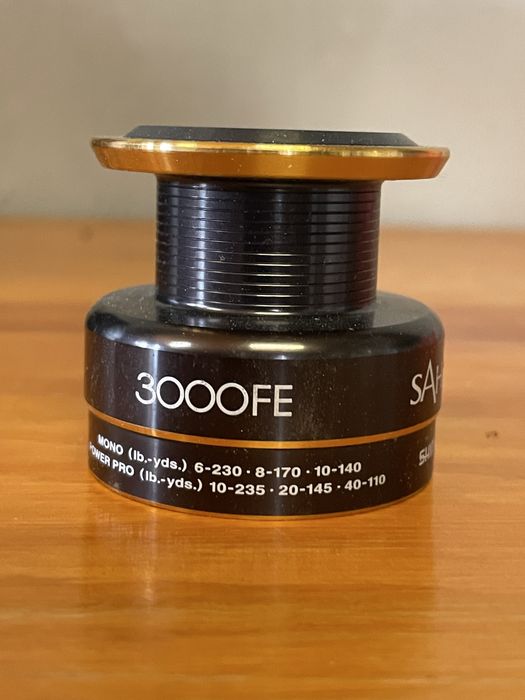 3000FE
SAH
MONO (lb.-yds.) 6-230 · 8-170 · 10-140
POWER PRO (lb.-yds.) 10-235 · 20-145 · 40-110